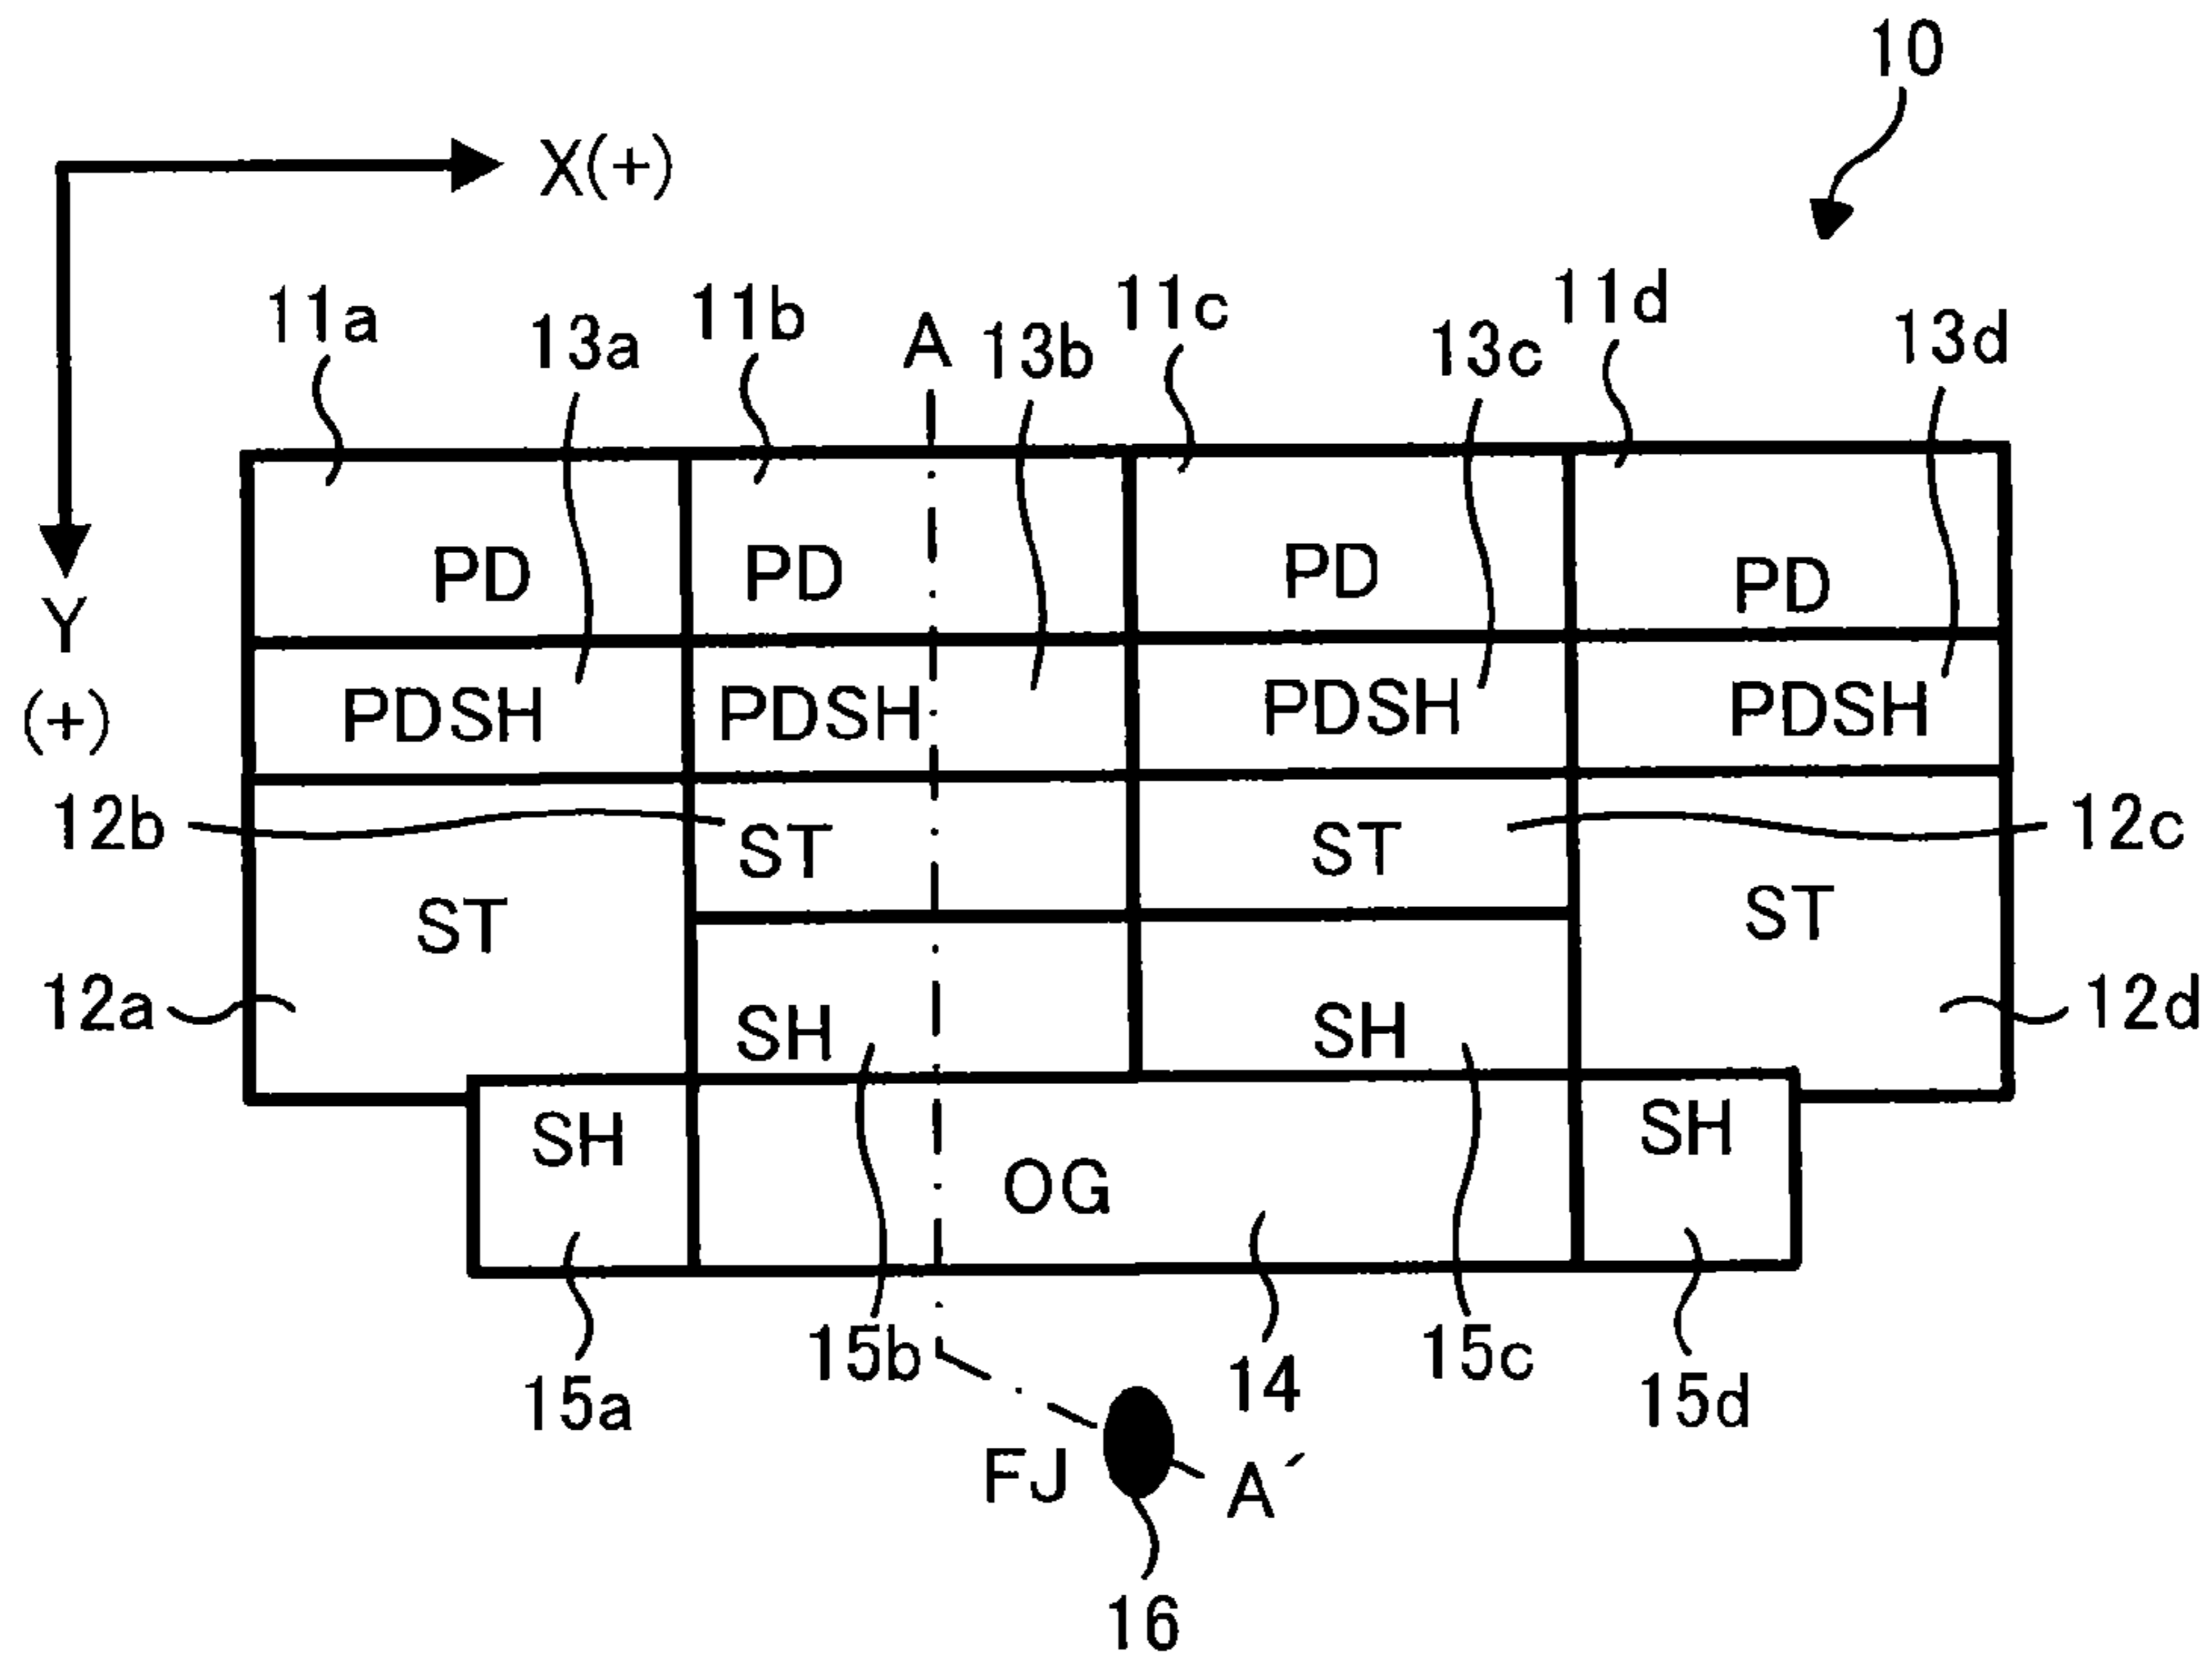 10
X(+)
11a 13a 11b A 13b 11c 13c 11d 13d
PD PD PD PD
Y
(+)
PDSH PDSH PDSH PDSH
12b ST ST 12c
ST ST
12a SH SH 12d
SH SH
OG
15a 15b 14 15c 15d
FJ A´
16